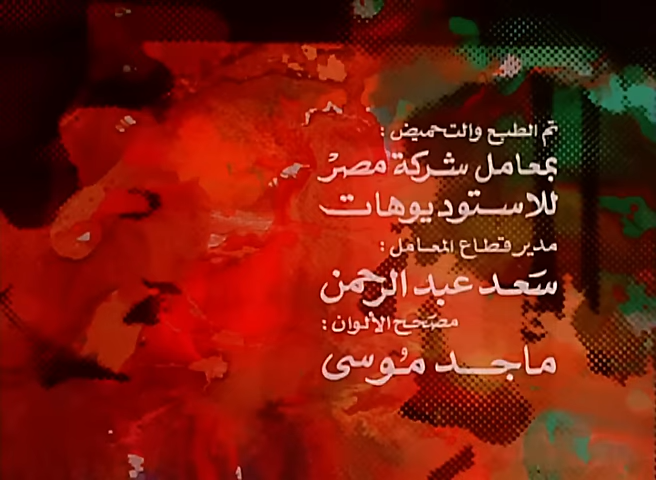 تم الطبع والتحميض :
بمعامل شركة مصر
للاستوديوهات
مدير قطاع المعامل :
سعد عبد الرحمن
مصحح الألوان :
ماجد موسى